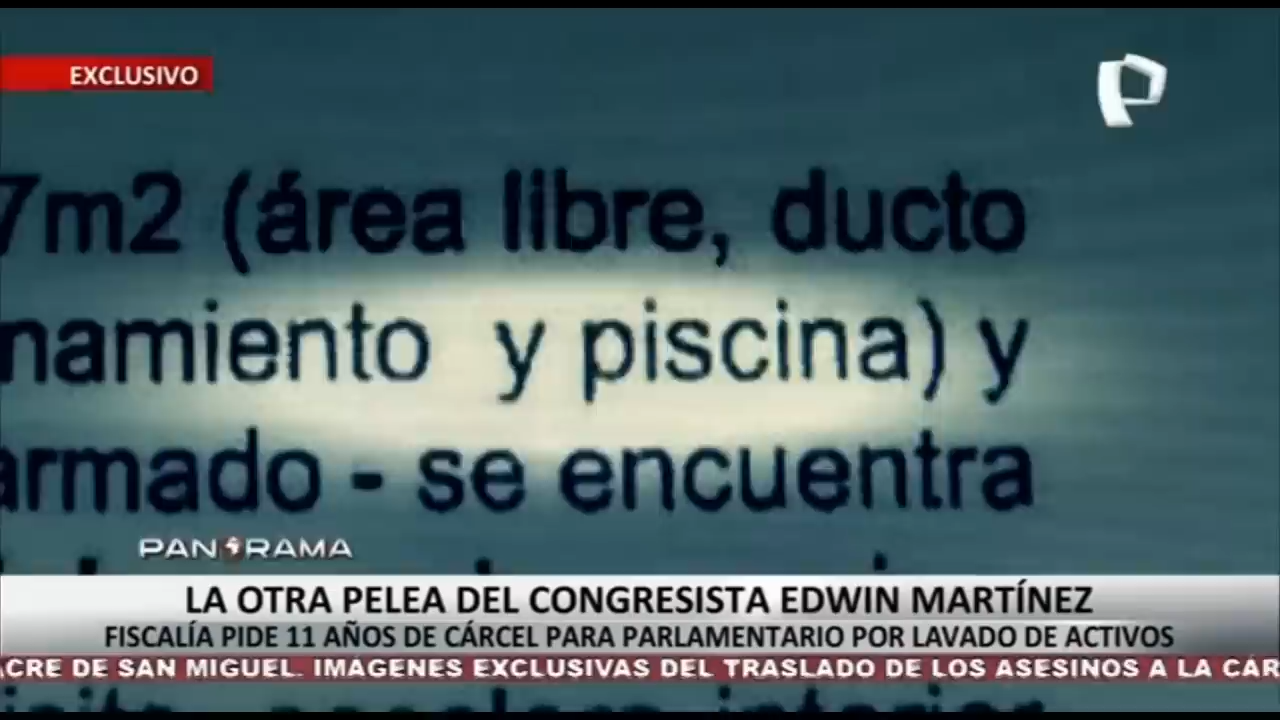 EXCLUSIVO
7m2 (área libre, ducto
namiento y piscina) y
armado - se encuentra
PANORAMA
LA OTRA PELEA DEL CONGRESISTA EDWIN MARTÍNEZ
FISCALÍA PIDE 11 AÑOS DE CÁRCEL PARA PARLAMENTARIO POR LAVADO DE ACTIVOS
ACRE DE SAN MIGUEL. IMÁGENES EXCLUSIVAS DEL TRASLADO DE LOS ASESINOS A LA CÁR